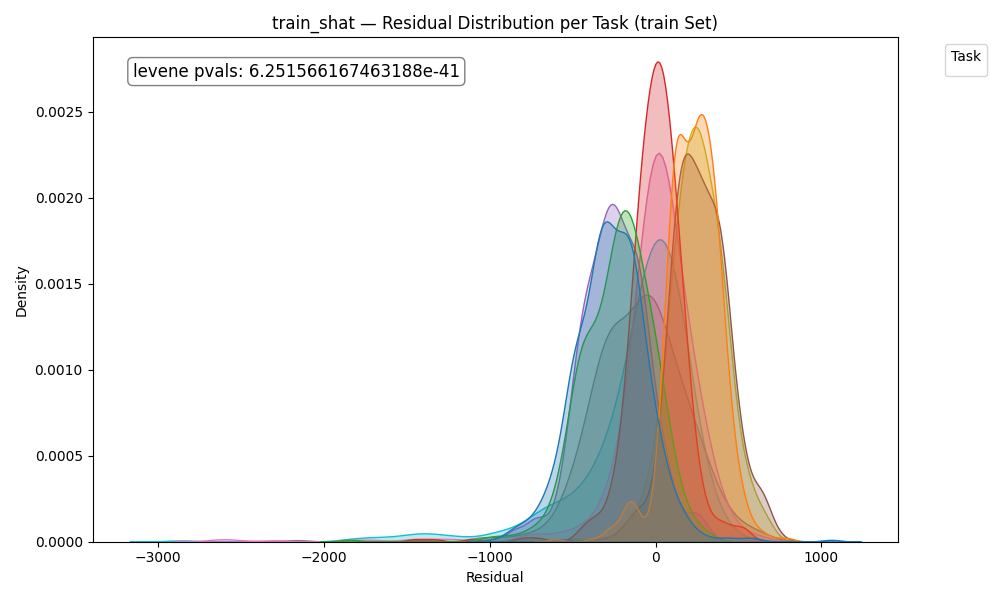 train_shat — Residual Distribution per Task (train Set)
levene pvals: 6.251566167463188e-41
Task
0.0025
0.0020
0.0015
0.0010
0.0005
0.0000
Density
−3000
−2000
−1000
0
1000
Residual